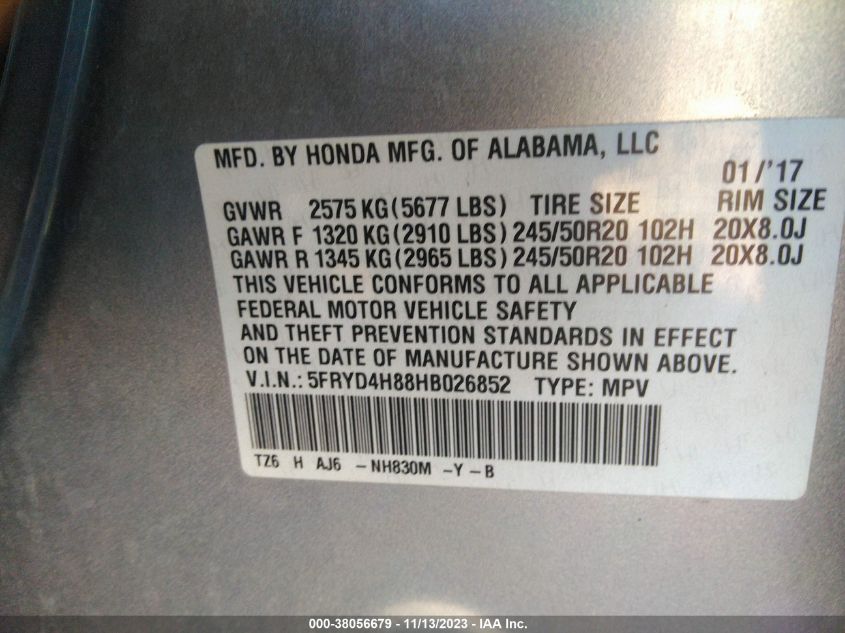 MFD. BY HONDA MFG. OF ALABAMA, LLC
01/'17
GVWR 2575 KG (5677 LBS) TIRE SIZE RIM SIZE
GAWR F 1320 KG (2910 LBS) 245/50R20 102H 20X8.0J
GAWR R 1345 KG (2965 LBS) 245/50R20 102H 20X8.0J
THIS VEHICLE CONFORMS TO ALL APPLICABLE
FEDERAL MOTOR VEHICLE SAFETY
AND THEFT PREVENTION STANDARDS IN EFFECT
ON THE DATE OF MANUFACTURE SHOWN ABOVE.
V.I.N.: 5FRYD4H88HB026852 TYPE: MPV
TZ6 H AJ6 -NH830M -Y-B
000-38056679 - 11/13/2023 - IAA Inc.